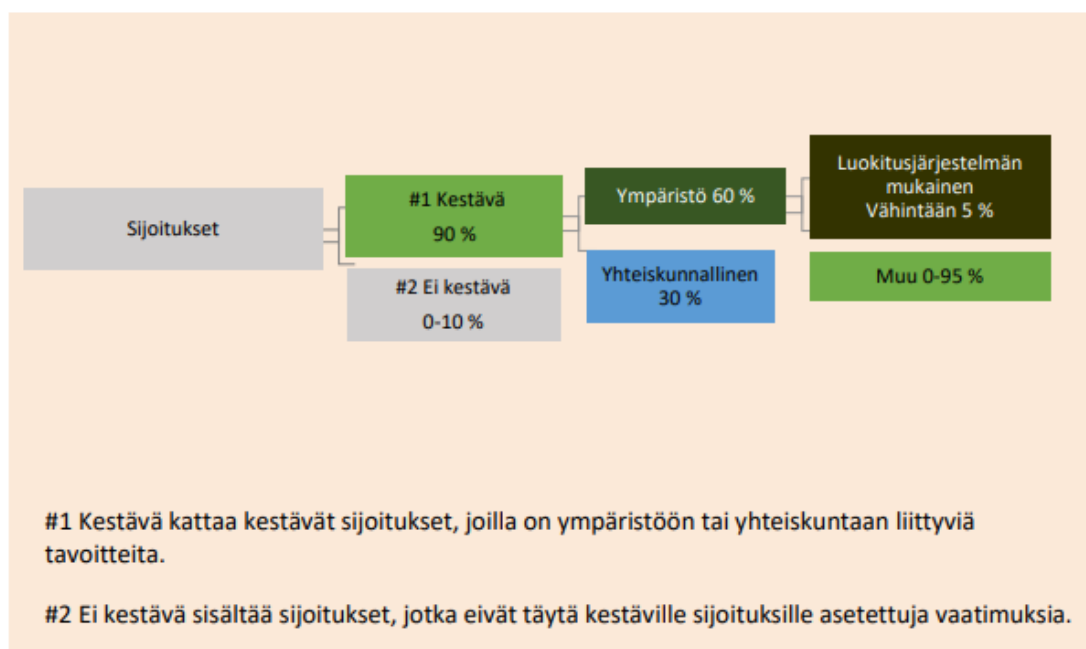 Sijoitukset
#1 Kestävä
90 %
#2 Ei kestävä
0-10 %
Ympäristö 60 %
Yhteiskunnallinen
30 %
Luokitusjärjestelmän
mukainen
Vähintään 5 %
Muu 0-95 %
#1 Kestävä kattaa kestävät sijoitukset, joilla on ympäristöön tai yhteiskuntaan liittyviä
tavoitteita.
#2 Ei kestävä sisältää sijoitukset, jotka eivät täytä kestäville sijoituksille asetettuja vaatimuksia.